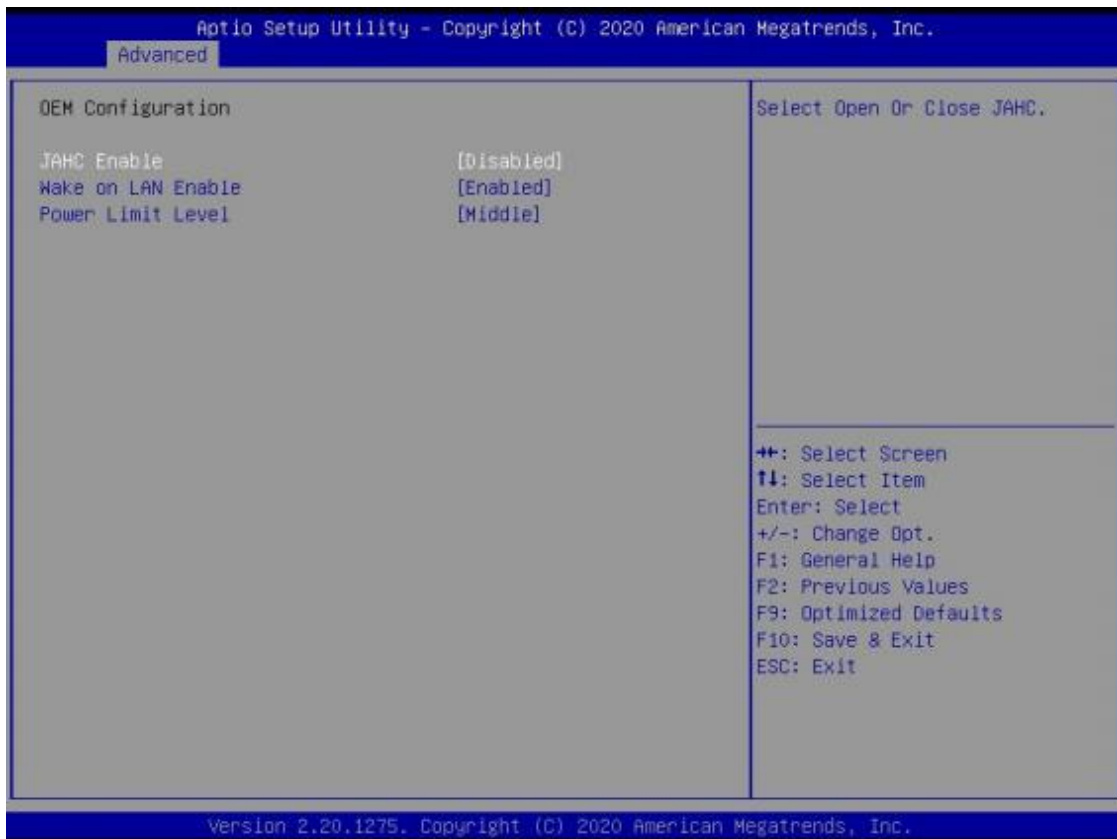 Aptio Setup Utility – Copyright (C) 2020 American Megatrends, Inc.
Advanced
OEM Configuration
JAHC Enable [Disabled]
Wake on LAN Enable [Enabled]
Power Limit Level [Middle]
Select Open Or Close JAHC.
→←: Select Screen
↑↓: Select Item
Enter: Select
+/-: Change Opt.
F1: General Help
F2: Previous Values
F9: Optimized Defaults
F10: Save & Exit
ESC: Exit
Version 2.20.1275. Copyright (C) 2020 American Megatrends, Inc.